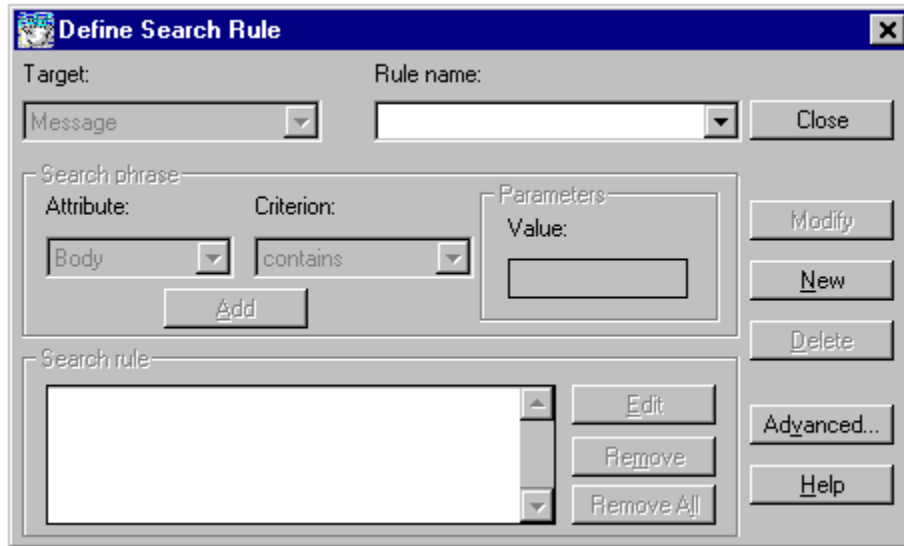 Define Search Rule
Target: Rule name:
Message Close
Search phrase
Parameters
Attribute: Criterion: Value:
Modify
Body contains
New
Add
Delete
Search rule
Edit
Advanced...
Remove
Help
Remove All